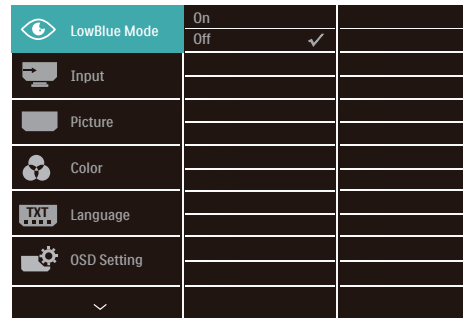 LowBlue Mode
On
Off
Input
Picture
Color
TXT
Language
OSD Setting